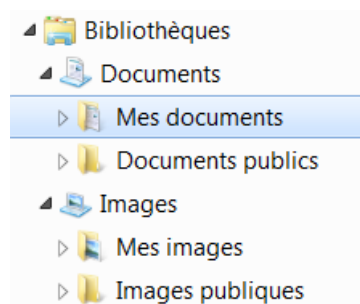 Bibliothèques
Documents
Mes documents
Documents publics
Images
Mes images
Images publiques